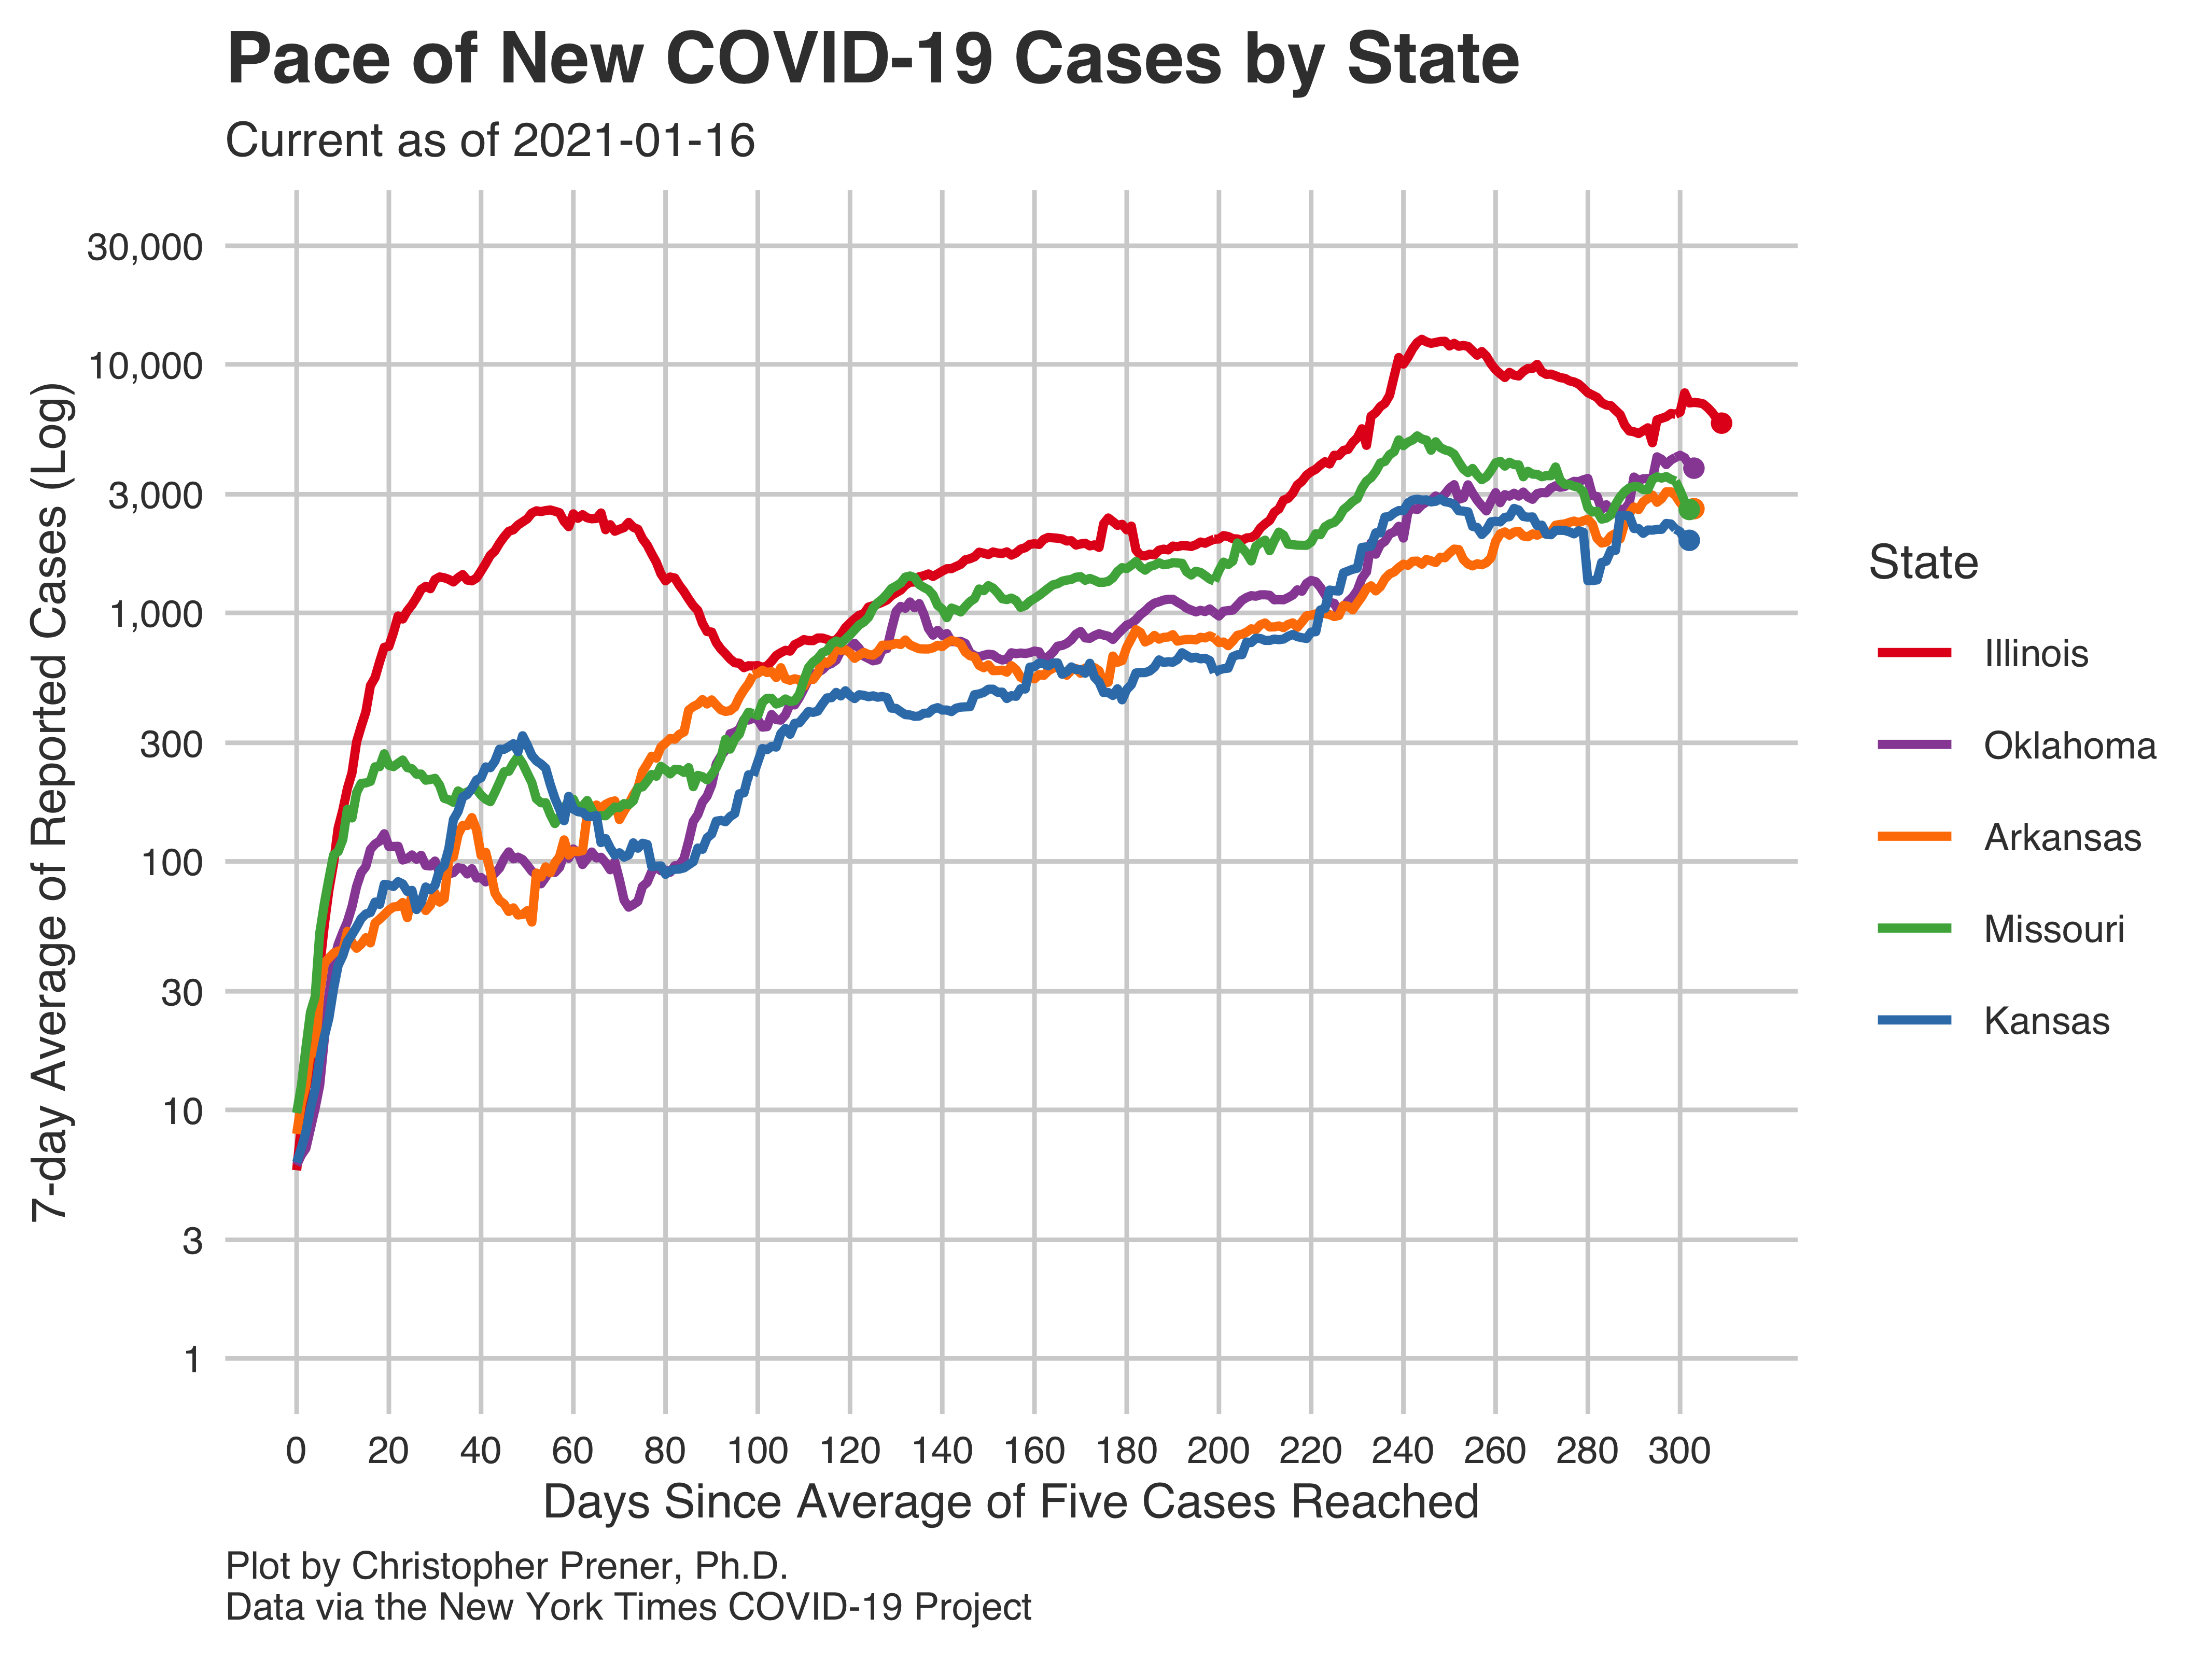 Pace of New COVID-19 Cases by State
Current as of 2021-01-16
7-day Average of Reported Cases (Log)
30,000
10,000
3,000
1,000
300
100
30
10
3
1
0 20 40 60 80 100 120 140 160 180 200 220 240 260 280 300
Days Since Average of Five Cases Reached
State
Illinois
Oklahoma
Arkansas
Missouri
Kansas
Plot by Christopher Prener, Ph.D.
Data via the New York Times COVID-19 Project